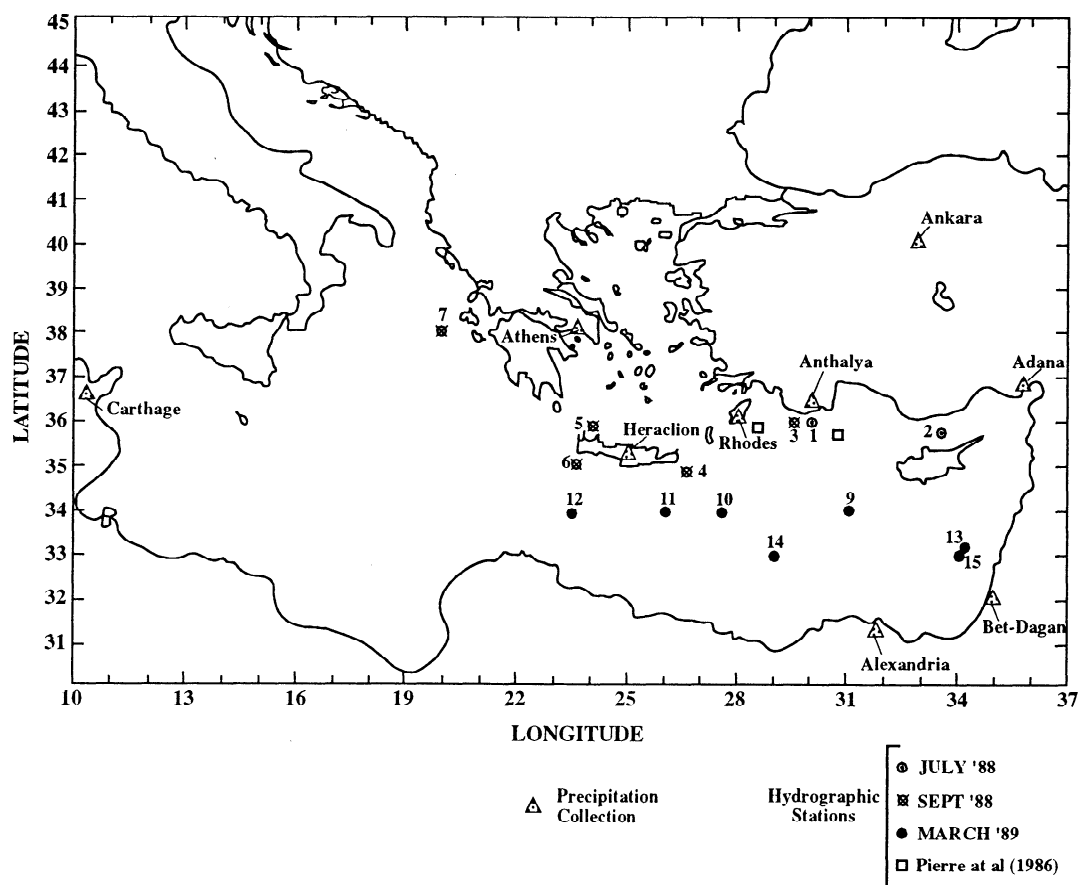 45
44
43
42
41
40
39
38
37
36
35
34
33
32
31
LATITUDE
10
13
16
19
22
25
28
31
34
37
LONGITUDE
Ankara
7
Athens
Anthalya
Adana
Carthage
5
Heraclion
Rhodes
3
1
2
6
4
12
11
10
9
14
13
15
Bet-Dagan
Alexandria
Precipitation
Collection
Hydrographic
Stations
JULY '88
SEPT '88
MARCH '89
Pierre at al (1986)